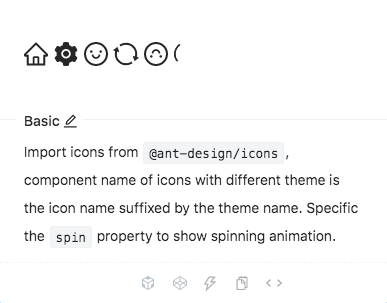 Basic
Import icons from @ant-design/icons ,
component name of icons with different theme is
the icon name suffixed by the theme name. Specific
the spin property to show spinning animation.